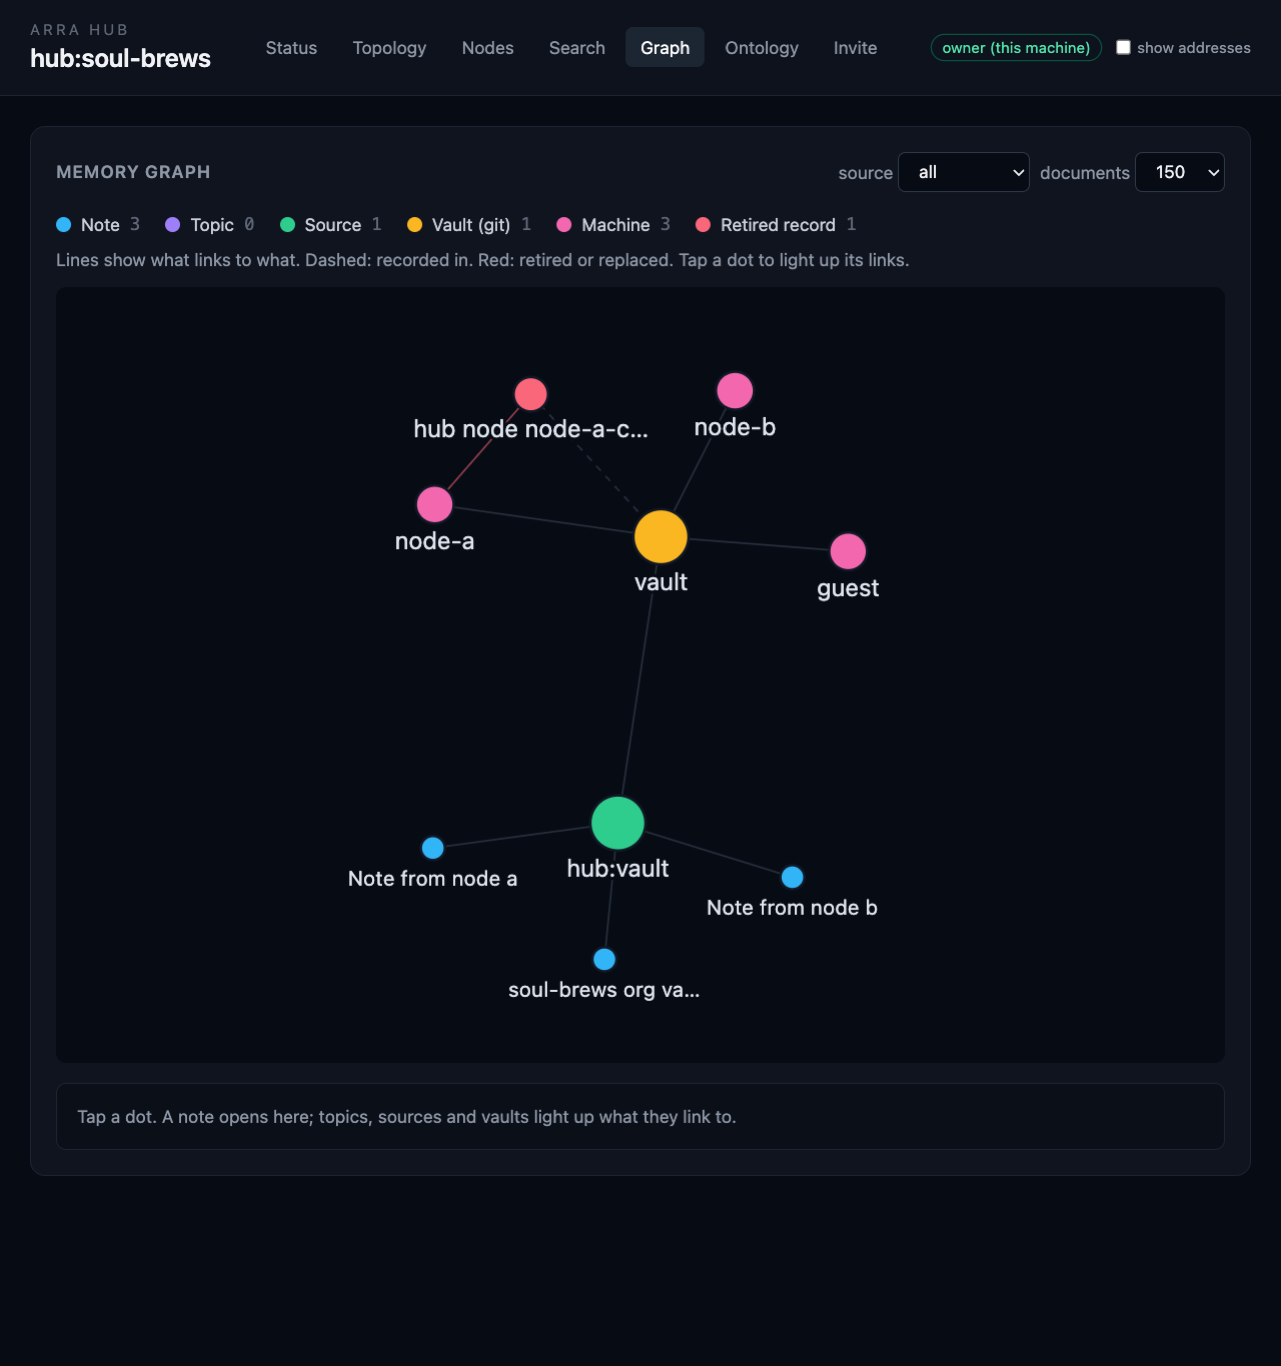 ARRA HUB
hub:soul-brews
Status
Topology
Nodes
Search
Graph
Ontology
Invite
owner (this machine)
show addresses
MEMORY GRAPH
source
all
documents
150
Note 3
Topic 0
Source 1
Vault (git) 1
Machine 3
Retired record 1
Lines show what links to what. Dashed: recorded in. Red: retired or replaced. Tap a dot to light up its links.
hub node node-a-c...
node-b
node-a
vault
guest
hub:vault
Note from node a
Note from node b
soul-brews org va...
Tap a dot. A note opens here; topics, sources and vaults light up what they link to.